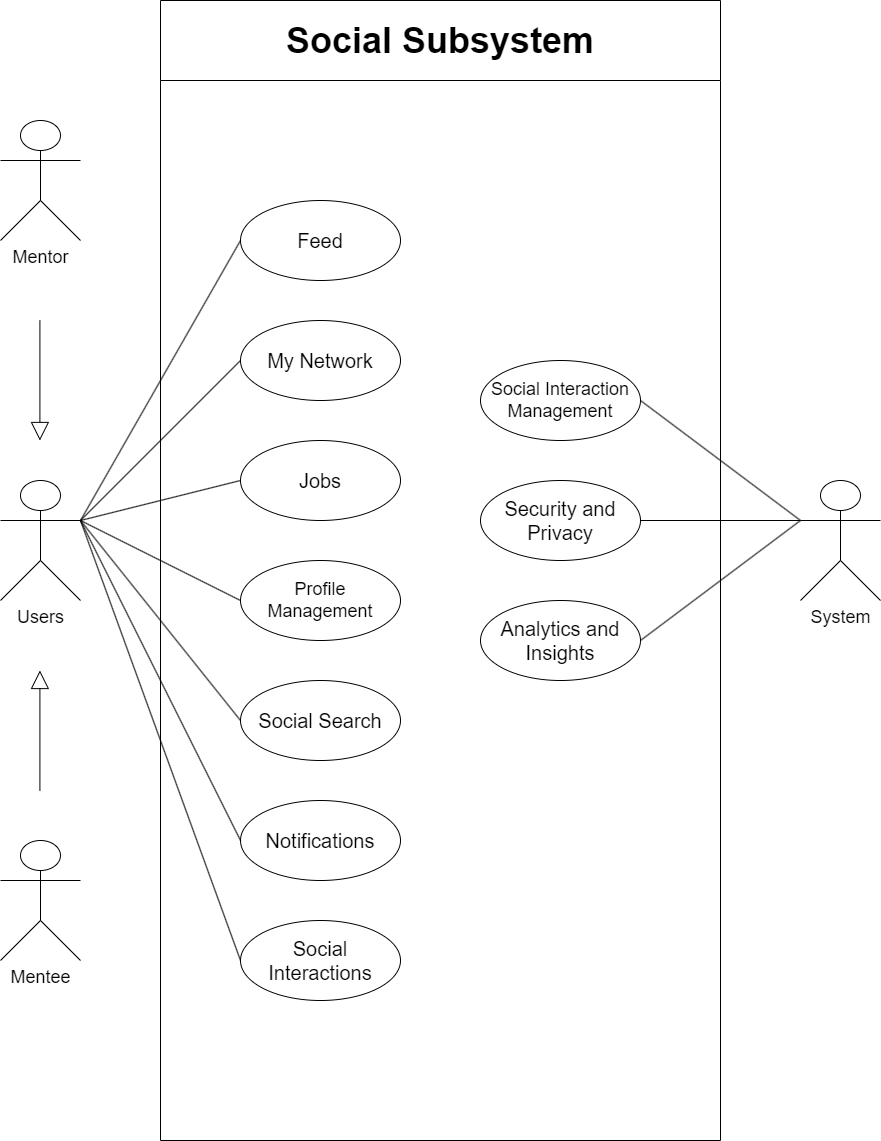 Social Subsystem
Mentor
Feed
My Network
Social Interaction
Management
Jobs
Security and
Privacy
Users
System
Profile
Management
Analytics and
Insights
Social Search
Notifications
Social
Interactions
Mentee